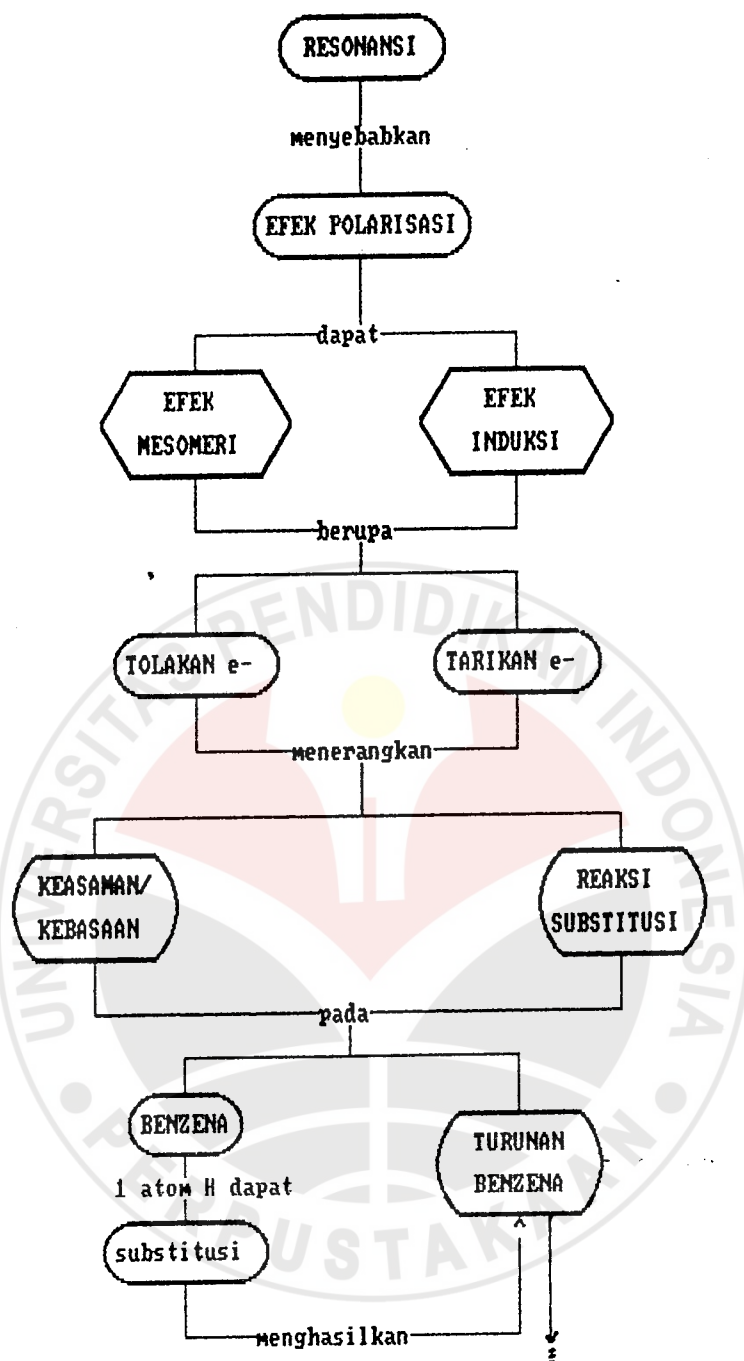 RESONANSI
menyebabkan
EFEK POLARISASI
dapat
EFEK
MESOMERI
EFEK
INDUKSI
berupa
TOLAKAN e-
TARIKAN e-
menerangkan
KEASAMAN/
KEBASAAN
REAKSI
SUBSTITUSI
pada
BENZENA
1 atom H dapat
substitusi
TURUNAN
BENZENA
menghasilkan
UNIVERSITAS PENDIDIKAN INDONESIA
PERPUSTAKAAN